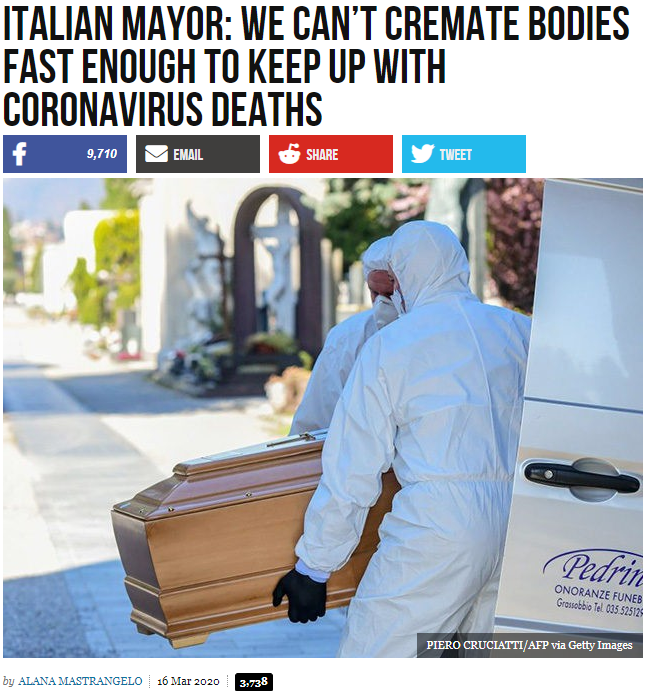 ITALIAN MAYOR: WE CAN'T CREMATE BODIES
FAST ENOUGH TO KEEP UP WITH
CORONAVIRUS DEATHS
9,710
EMAIL
SHARE
TWEET
Pedrin
ONORANZE FUNEB
Grassobbio Tel. 035.52512
PIERO CRUCIATTI/AFP via Getty Images
by ALANA MASTRANGELO 16 Mar 2020 3,738